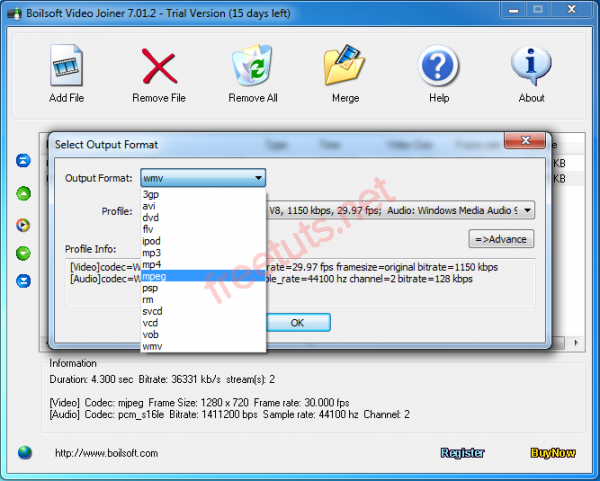 Boilsoft Video Joiner 7.01.2 - Trial Version (15 days left)
Add File
Remove File
Remove All
Merge
Help
About
KB
KB
Select Output Format
Output Format:
wmv
3gp
avi
dvd
flv
ipod
mp3
mp4
mpeg
psp
rm
svcd
vcd
vob
wmv
Profile:
V8, 1150 kbps, 29.97 fps; Audio: Windows Media Audio 9
=>Advance
Profile Info:
[Video]codec=W rate=29.97 fps framesize=original bitrate=1150 kbps
[Audio]codec=W ple_rate=44100 hz channel=2 bitrate=128 kbps
OK
freetuts.net
Information
Duration: 4.300 sec Bitrate: 36331 kb/s stream(s): 2
[Video] Codec: mjpeg Frame Size: 1280 x 720 Frame rate: 30.000 fps
[Audio] Codec: pcm_s16le Bitrate: 1411200 bps Sample rate: 44100 hz Channel: 2
http://www.boilsoft.com
Register
BuyNow